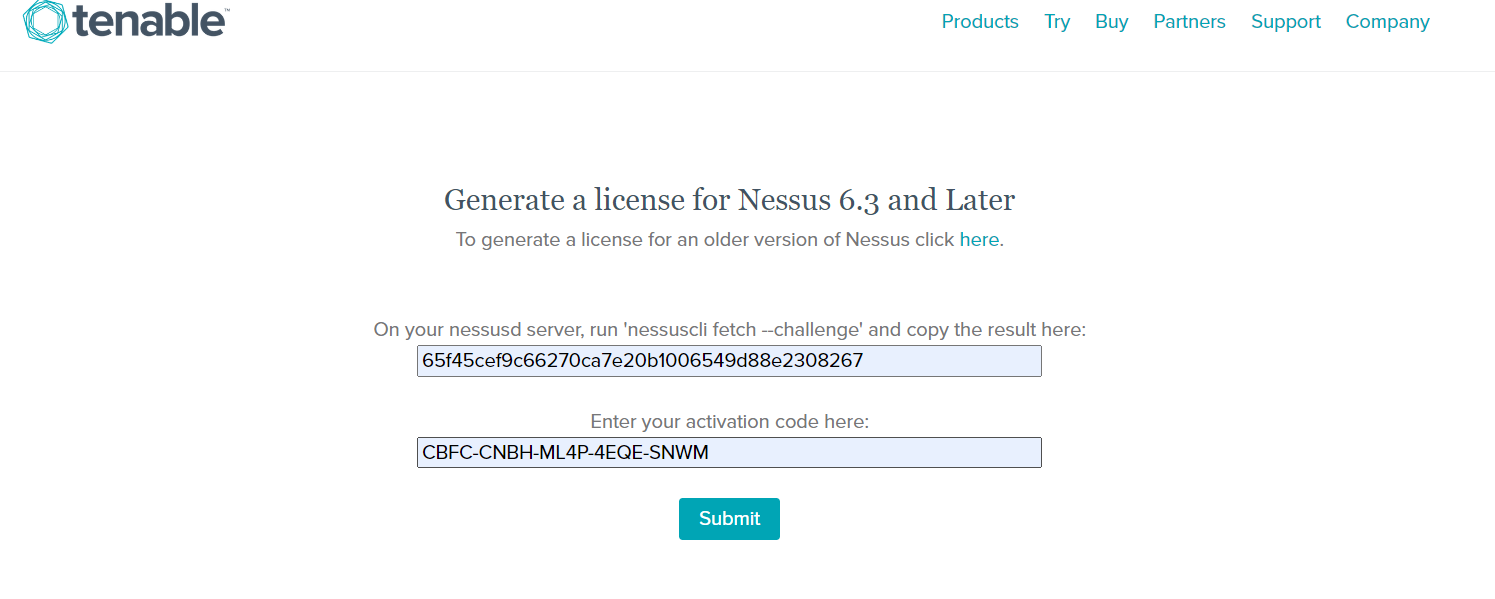 tenable™
Products Try Buy Partners Support Company
Generate a license for Nessus 6.3 and Later
To generate a license for an older version of Nessus click here.
On your nessusd server, run 'nessuscli fetch --challenge' and copy the result here:
65f45cef9c66270ca7e20b1006549d88e2308267
Enter your activation code here:
CBFC-CNBH-ML4P-4EQE-SNWM
Submit